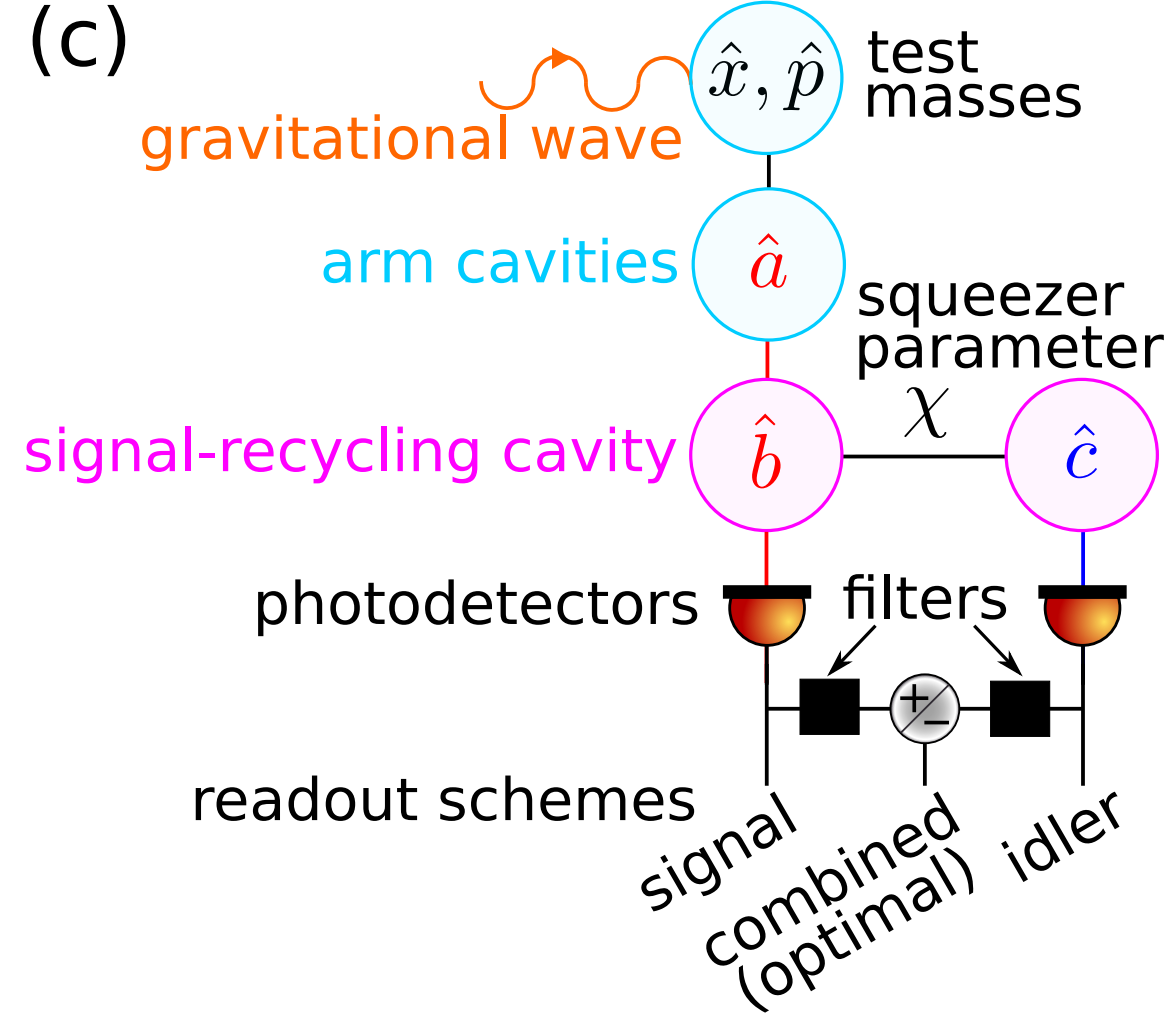 (c)
x̂, p̂
test
masses
gravitational wave
arm cavities
â
squeezer
parameter
χ
signal-recycling cavity
b̂
ĉ
photodetectors
filters
+
−
readout schemes
signal
combined
(optimal)
idler